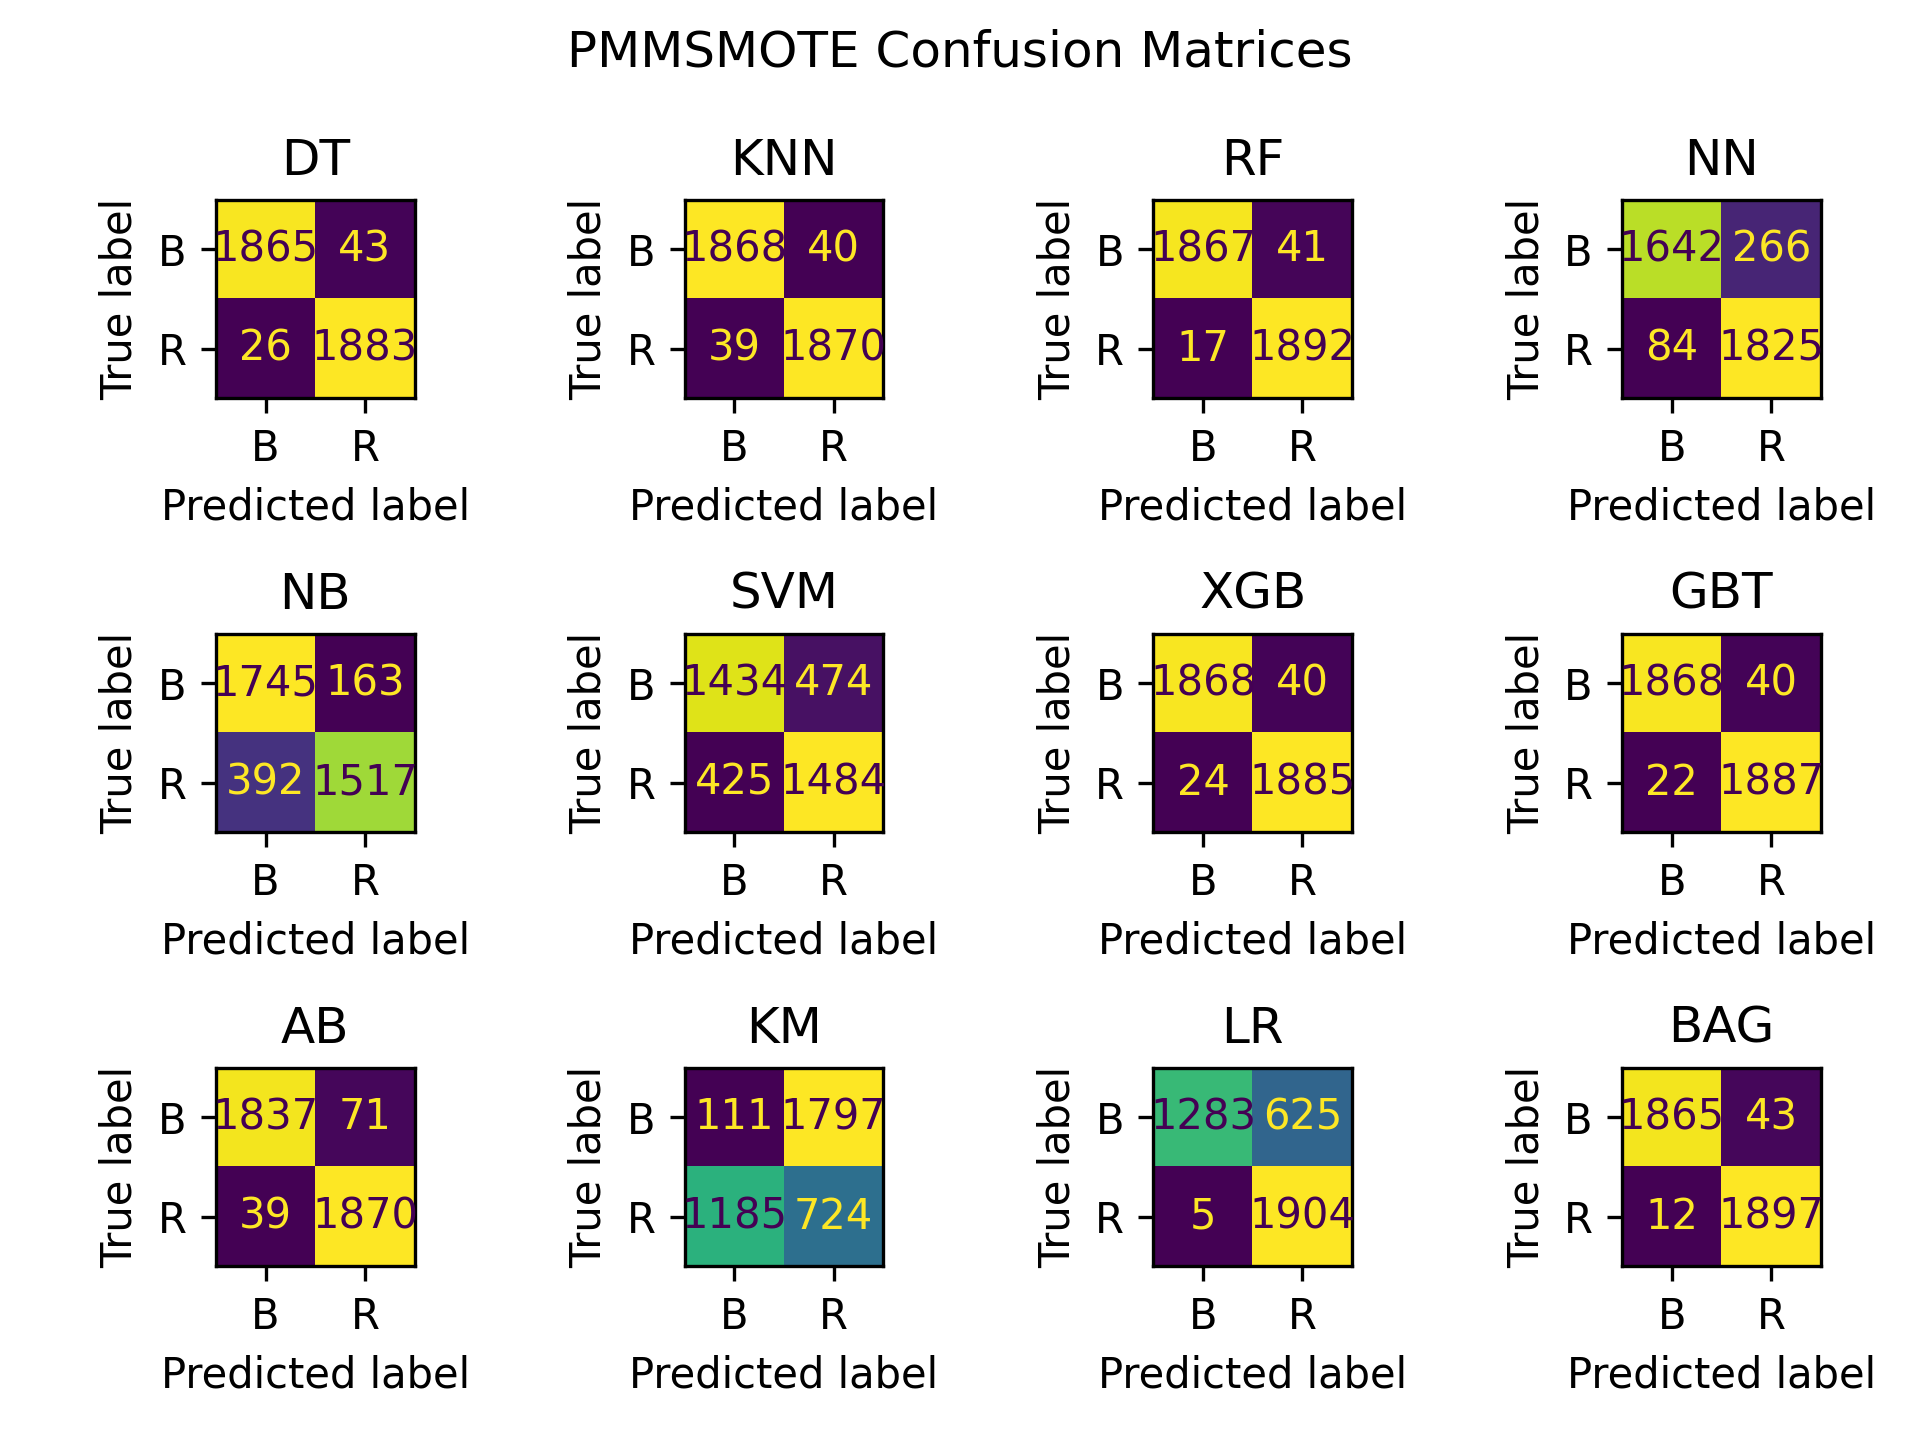 PMMSMOTE Confusion Matrices
DT
True label
B
1865
43
R
26
1883
B
R
Predicted label
KNN
True label
B
1868
40
R
39
1870
B
R
Predicted label
RF
True label
B
1867
41
R
17
1892
B
R
Predicted label
NN
True label
B
1642
266
R
84
1825
B
R
Predicted label
NB
True label
B
1745
163
R
392
1517
B
R
Predicted label
SVM
True label
B
1434
474
R
425
1484
B
R
Predicted label
XGB
True label
B
1868
40
R
24
1885
B
R
Predicted label
GBT
True label
B
1868
40
R
22
1887
B
R
Predicted label
AB
True label
B
1837
71
R
39
1870
B
R
Predicted label
KM
True label
B
111
1797
R
1185
724
B
R
Predicted label
LR
True label
B
1283
625
R
5
1904
B
R
Predicted label
BAG
True label
B
1865
43
R
12
1897
B
R
Predicted label